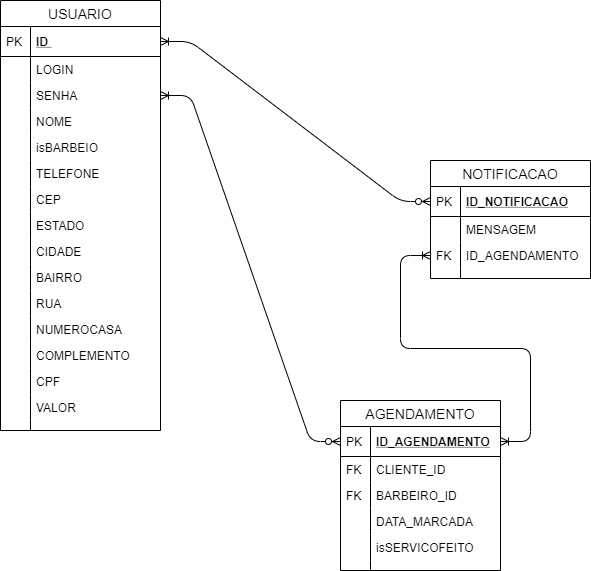 USUARIO
PK ID
LOGIN
SENHA
NOME
isBARBEIO
TELEFONE
CEP
ESTADO
CIDADE
BAIRRO
RUA
NUMEROCASA
COMPLEMENTO
CPF
VALOR
NOTIFICACAO
PK ID_NOTIFICACAO
MENSAGEM
FK ID_AGENDAMENTO
AGENDAMENTO
PK ID_AGENDAMENTO
FK CLIENTE_ID
FK BARBEIRO_ID
DATA_MARCADA
isSERVICOFEITO